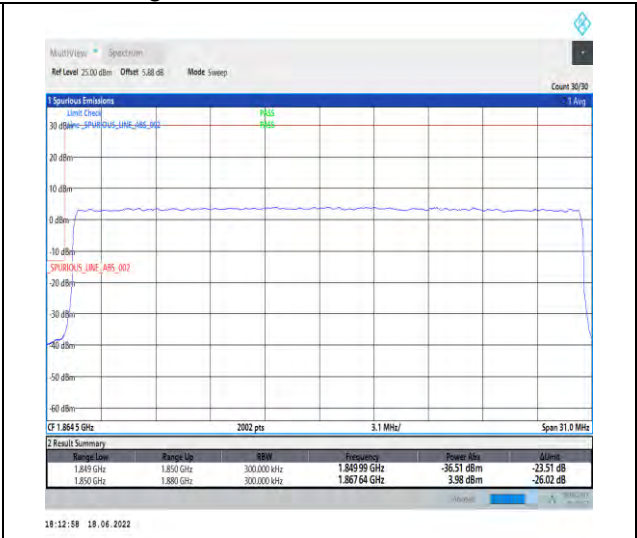 MultiView Spectrum
Ref Level 25.00 dBm Offset 5.88 dB Mode Sweep
Count 30/30
1 Spurious Emissions 1 Avg
Limit Check PASS
30 dBm Line _SPURIOUS_LINE_ABS_002 PASS
20 dBm
10 dBm
0 dBm
-10 dBm
_SPURIOUS_LINE_ABS_002
-20 dBm
-30 dBm
-40 dBm
-50 dBm
-60 dBm
CF 1.864 5 GHz 2002 pts 3.1 MHz/ Span 31.0 MHz
2 Result Summary
Range Low Range Up RBW Frequency Power Abs ΔLimit
1.849 GHz 1.850 GHz 300.000 kHz 1.849 99 GHz -36.51 dBm -23.51 dB
1.850 GHz 1.880 GHz 300.000 kHz 1.867 64 GHz 3.98 dBm -26.02 dB
18:12:58 18.06.2022